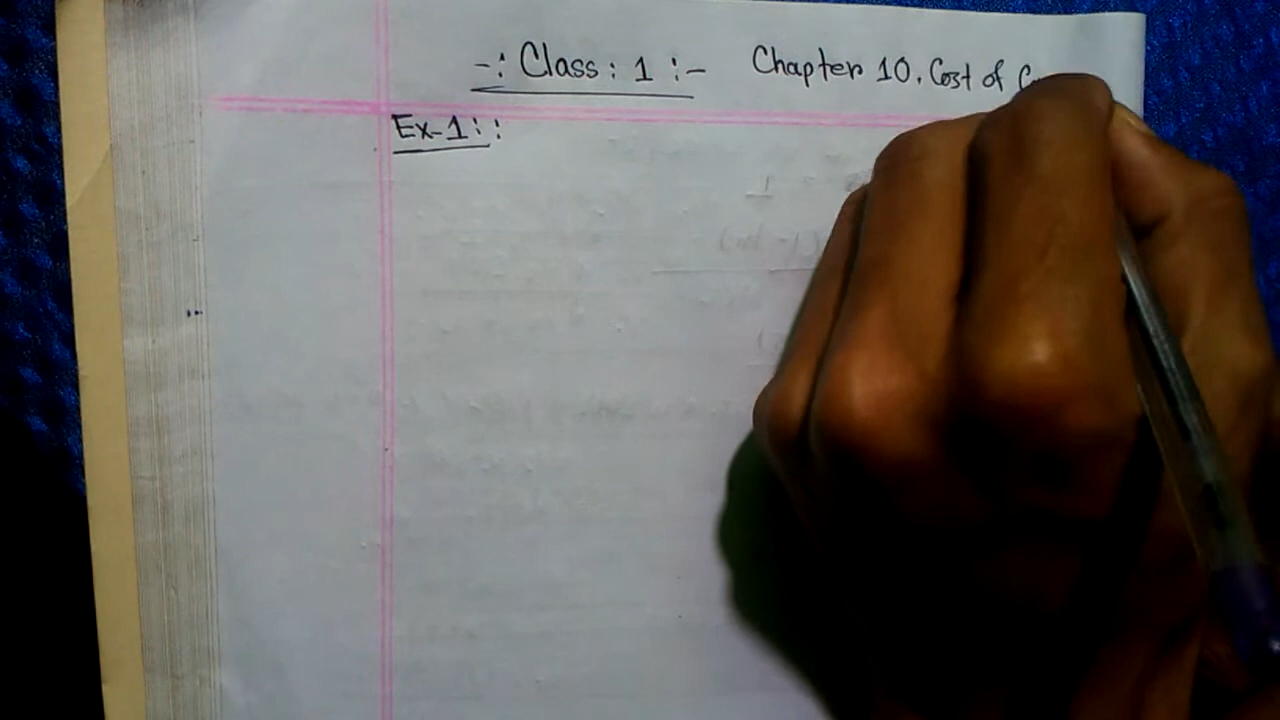 -: Class : 1 :- Chapter 10. Cost of
Ex-1::